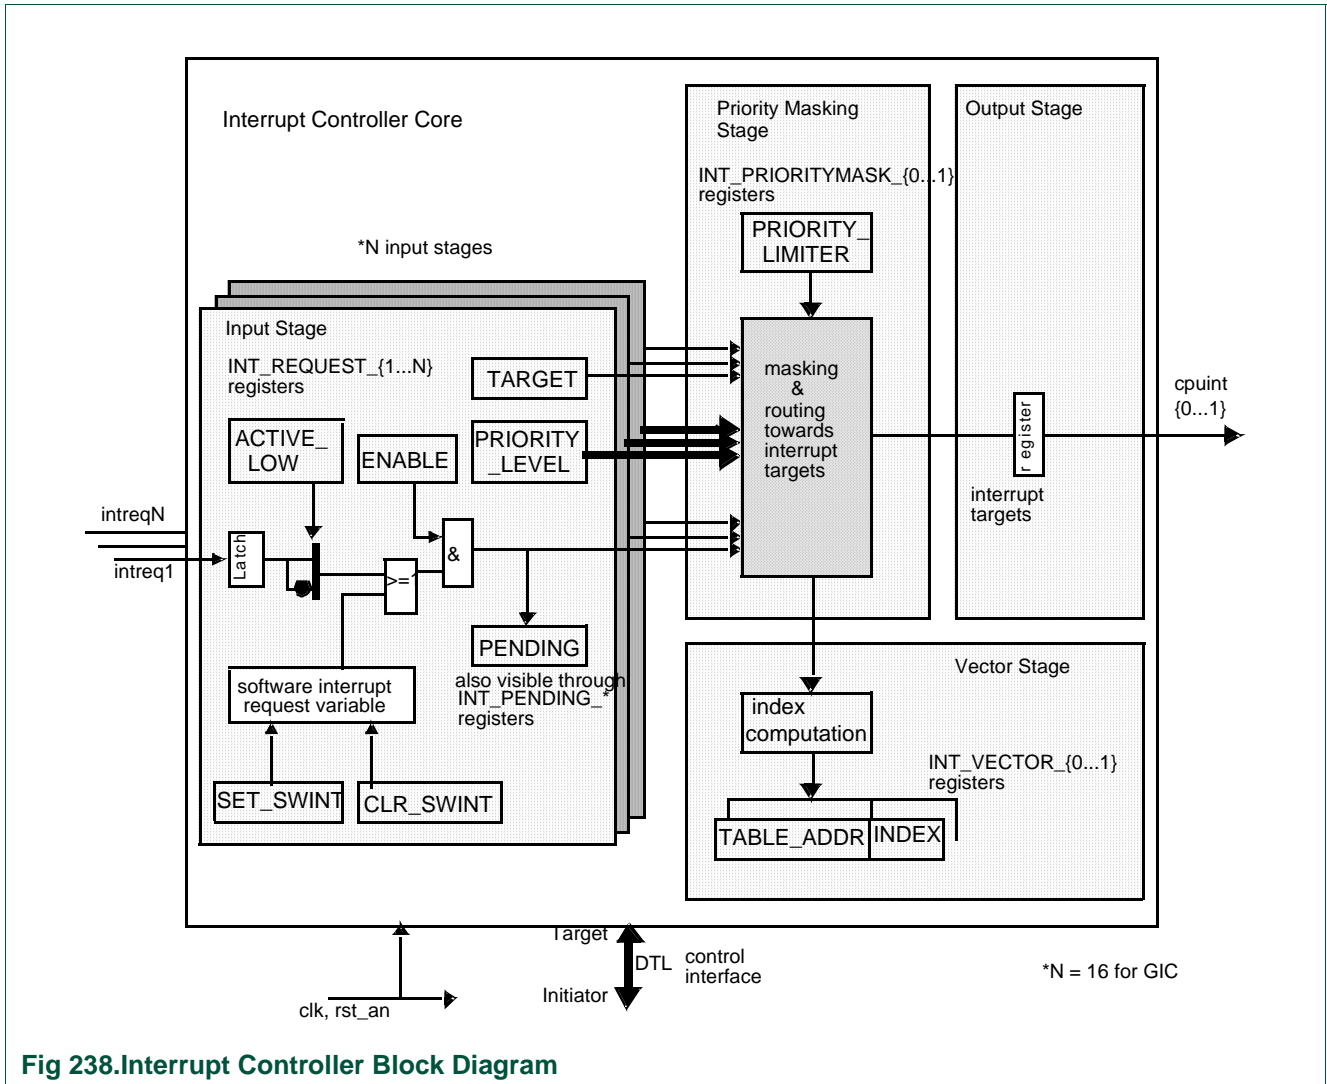 Interrupt Controller Core
*N input stages
Input Stage
INT_REQUEST_{1...N}
registers
TARGET
ACTIVE_
LOW
ENABLE
PRIORITY
_LEVEL
intreqN
intreq1
Latch
>=1
&
PENDING
also visible through
INT_PENDING_*
registers
software interrupt
request variable
SET_SWINT
CLR_SWINT
Priority Masking
Stage
INT_PRIORITYMASK_{0...1}
registers
PRIORITY_
LIMITER
masking
&
routing
towards
interrupt
targets
Output Stage
r egister
interrupt
targets
cpuint
{0...1}
Vector Stage
index
computation
INT_VECTOR_{0...1}
registers
TABLE_ADDR
INDEX
clk, rst_an
Target
DTL
Initiator
control
interface
*N = 16 for GIC
Fig 238.Interrupt Controller Block Diagram